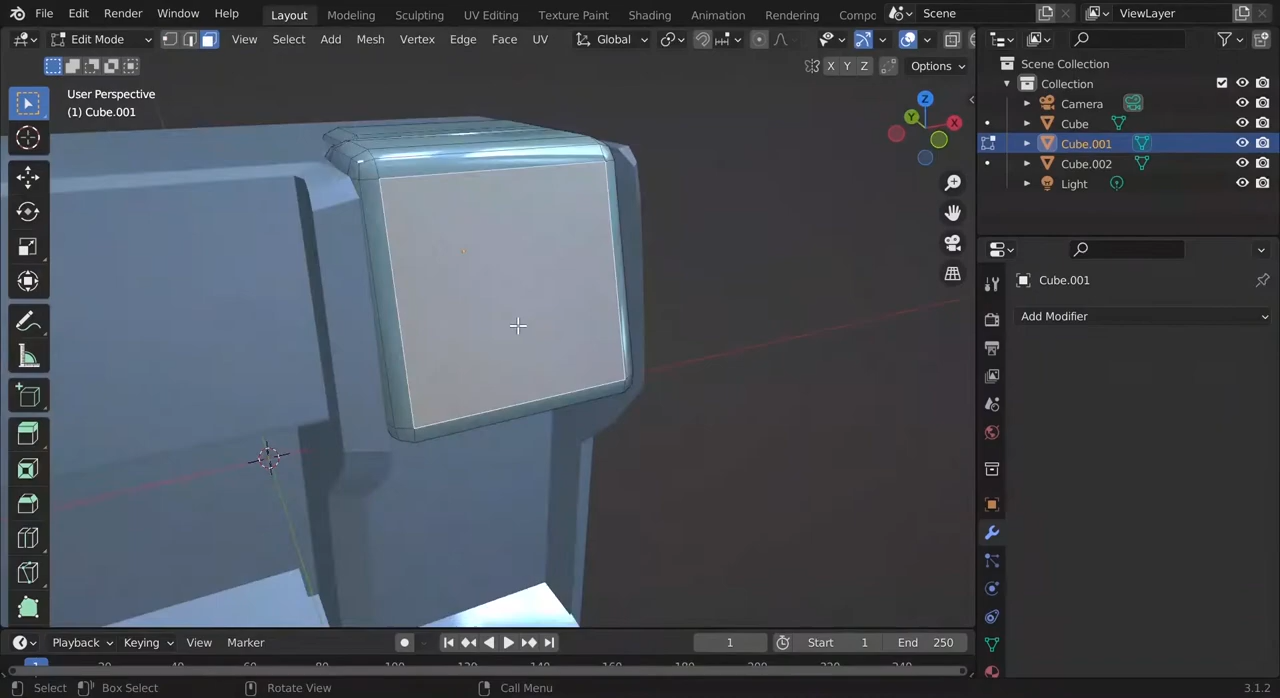 File Edit Render Window Help Layout Modeling Sculpting UV Editing Texture Paint Shading Animation Rendering Compo Scene ViewLayer
Edit Mode View Select Add Mesh Vertex Edge Face UV Global
X Y Z Options
User Perspective
(1) Cube.001
Z
Y
X
Scene Collection
Collection
Camera
Cube
Cube.001
Cube.002
Light
Cube.001
Add Modifier
Playback Keying View Marker 1 Start 1 End 250
1 20 40 60 80 100 120 140 160 180 200 220 240
Select Box Select Rotate View Call Menu 3.1.2